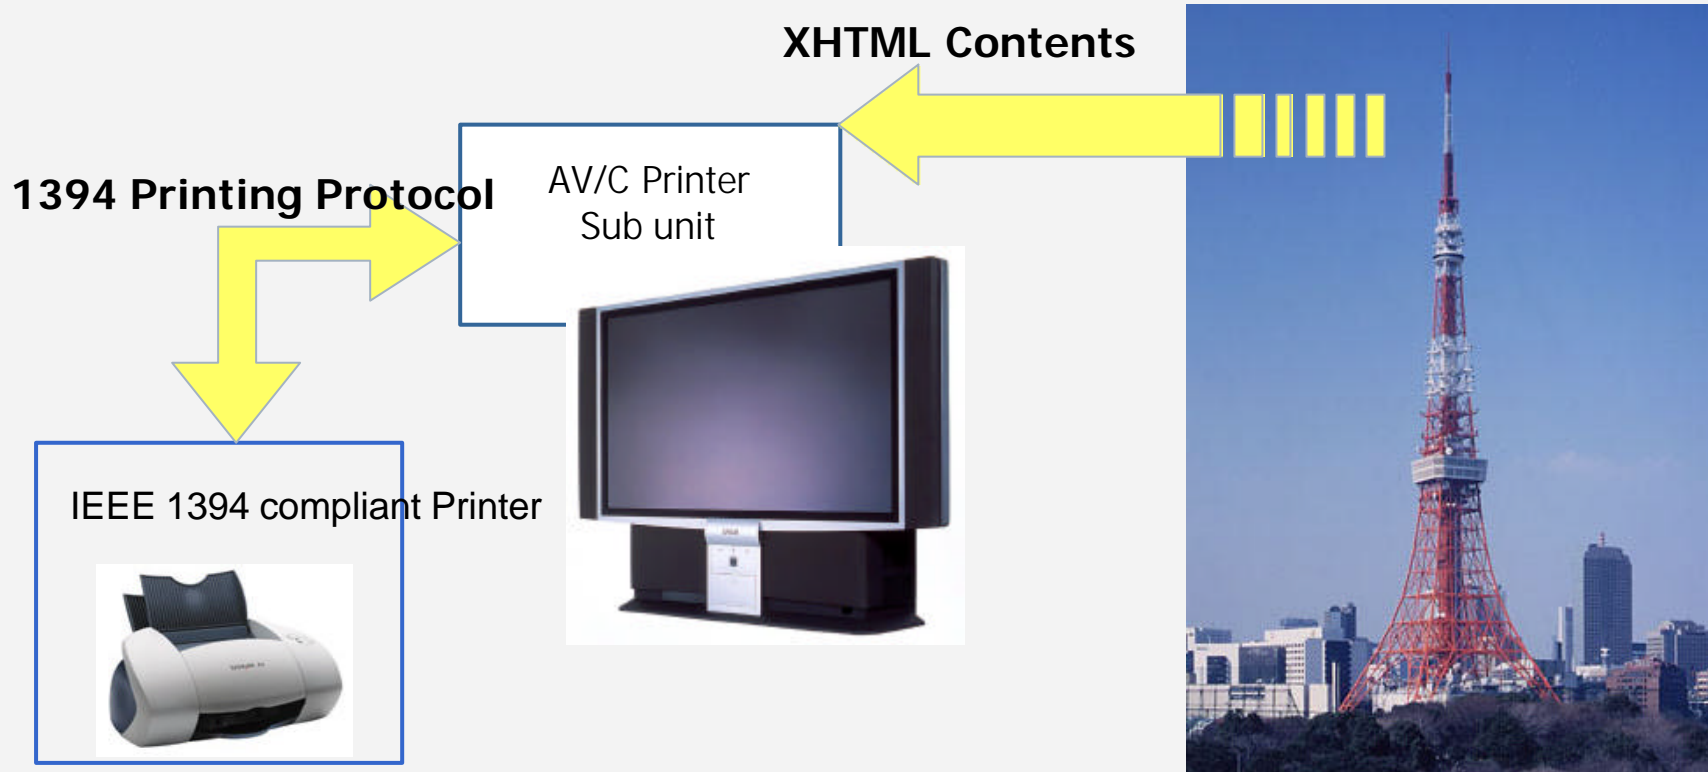 XHTML Contents
1394 Printing Protocol
AV/C Printer
Sub unit
IEEE 1394 compliant Printer